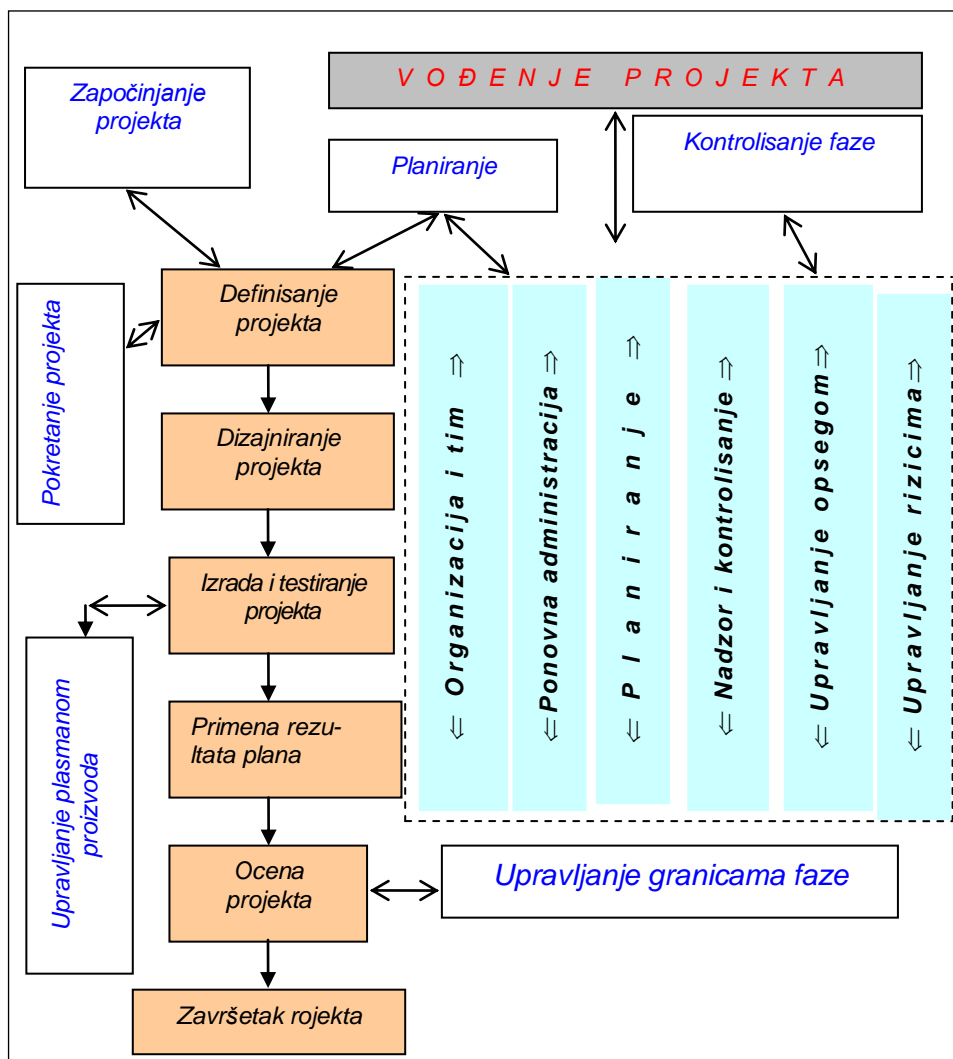 V O Đ E N J E P R O J E K T A
Započinjanje
projekta
Planiranje
Kontrolisanje faze
Pokretanje projekta
Definisanje
projekta
Dizajniranje
projekta
Izrada i testiranje
projekta
Primena rezu-
ltata plana
Ocena
projekta
Završetak rojekta
Upravljanje plasmanom
proizvoda
Upravljanje granicama faze
⇐ Organizacija i tim ⇒
⇐Ponovna administracija⇒
⇐ P l a n i r a n j e ⇒
⇐ Nadzor i kontrolisanje⇒
⇐ Upravljanje opsegom⇒
⇐ Upravljanje rizicima⇒